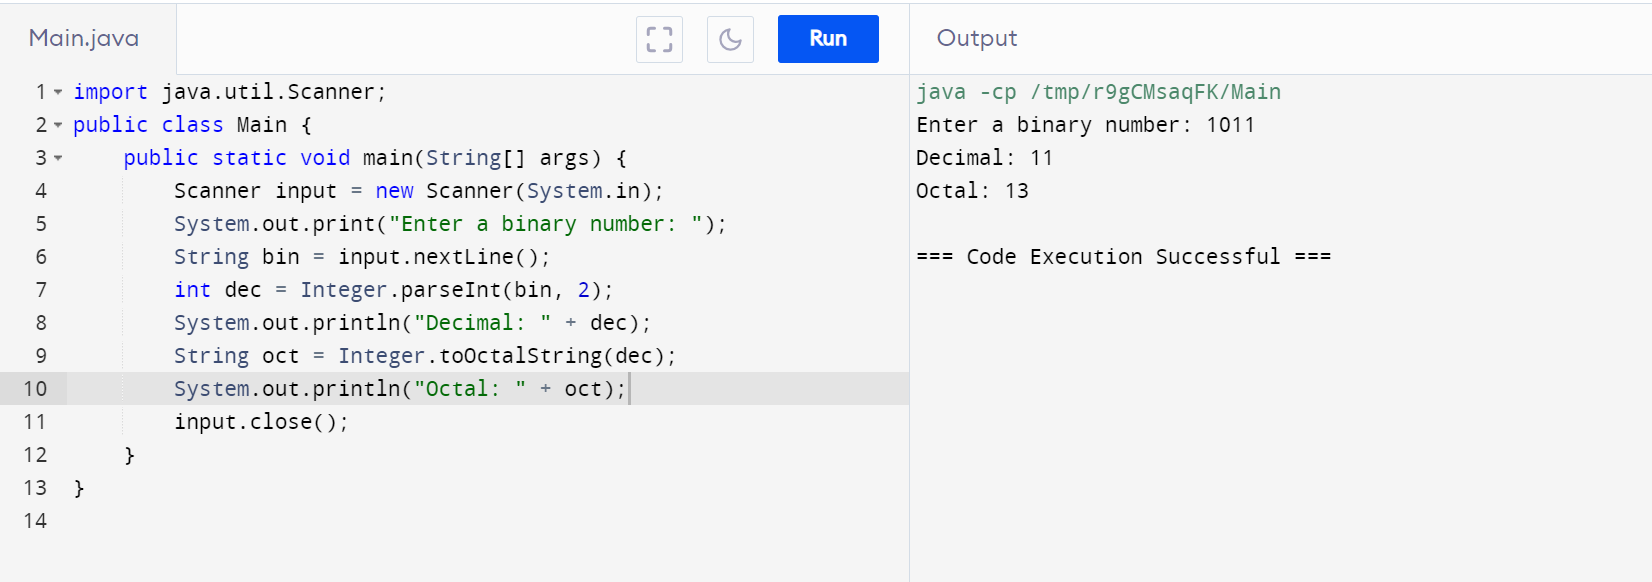 Main.java
Run
Output
1 import java.util.Scanner;
2 public class Main {
3     public static void main(String[] args) {
4         Scanner input = new Scanner(System.in);
5         System.out.print("Enter a binary number: ");
6         String bin = input.nextLine();
7         int dec = Integer.parseInt(bin, 2);
8         System.out.println("Decimal: " + dec);
9         String oct = Integer.toOctalString(dec);
10         System.out.println("Octal: " + oct);
11         input.close();
12     }
13 }
14
java -cp /tmp/r9gCMsaqFK/Main
Enter a binary number: 1011
Decimal: 11
Octal: 13
=== Code Execution Successful ===